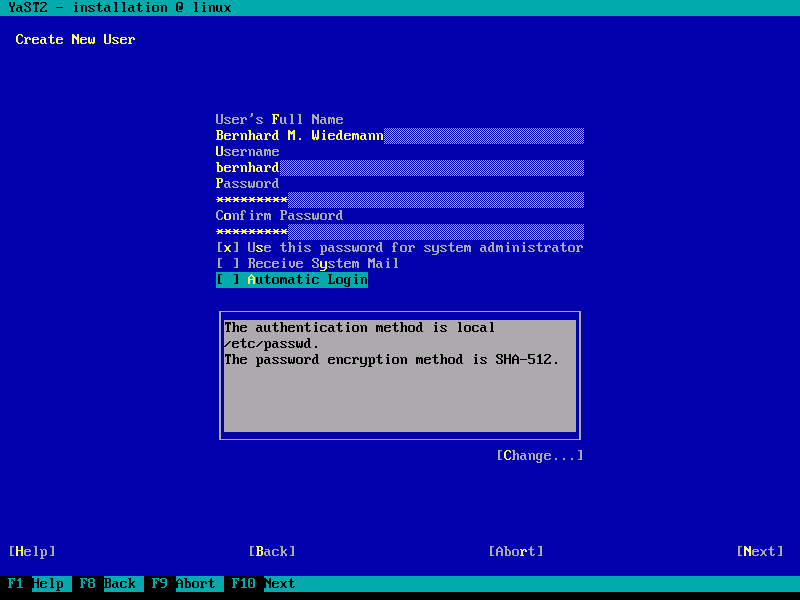 YaST2 - installation @ linux
Create New User
User's Full Name
Bernhard M. Wiedemann
Username
bernhard
Password
*********
Confirm Password
*********
[x] Use this password for system administrator
[ ] Receive System Mail
[ ] Automatic Login
The authentication method is local
/etc/passwd.
The password encryption method is SHA-512.
[Change...]
[Help] [Back] [Abort] [Next]
F1 Help F8 Back F9 Abort F10 Next